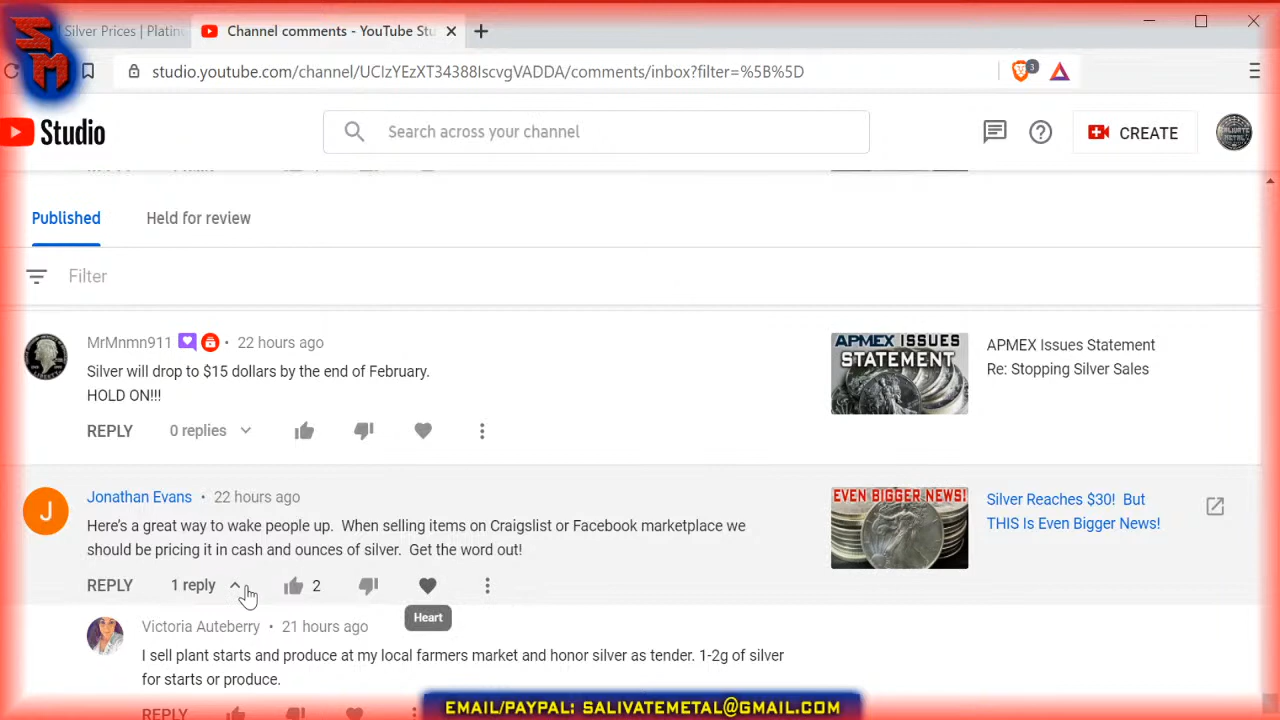 SM
Silver Prices | Platin
Channel comments - YouTube Stu
studio.youtube.com/channel/UCIzYEzXT34388IscvgVADDA/comments/inbox?filter=%5B%5D
3
Studio
Search across your channel
CREATE
Published
Held for review
Filter
MrMnmn911 • 22 hours ago
Silver will drop to $15 dollars by the end of February.
HOLD ON!!!
REPLY 0 replies
APMEX ISSUES
STATEMENT
APMEX Issues Statement
Re: Stopping Silver Sales
J
Jonathan Evans • 22 hours ago
Here's a great way to wake people up. When selling items on Craigslist or Facebook marketplace we
should be pricing it in cash and ounces of silver. Get the word out!
REPLY 1 reply 2
Heart
EVEN BIGGER NEWS!
Silver Reaches $30! But
THIS Is Even Bigger News!
Victoria Auteberry • 21 hours ago
I sell plant starts and produce at my local farmers market and honor silver as tender. 1-2g of silver
for starts or produce.
REPLY
EMAIL/PAYPAL: SALIVATEMETAL@GMAIL.COM